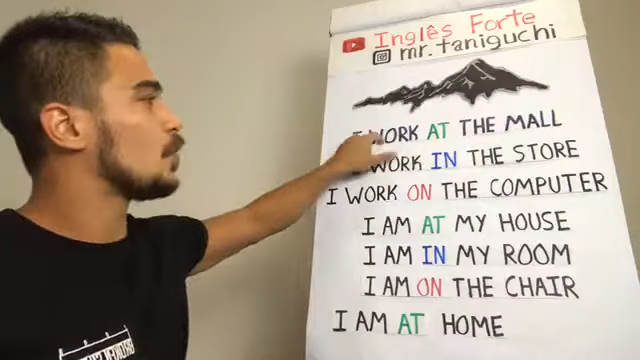 Inglês Forte
mr.taniguchi
I WORK AT THE MALL
WORK IN THE STORE
I WORK ON THE COMPUTER
I AM AT MY HOUSE
I AM IN MY ROOM
I AM ON THE CHAIR
I AM AT HOME